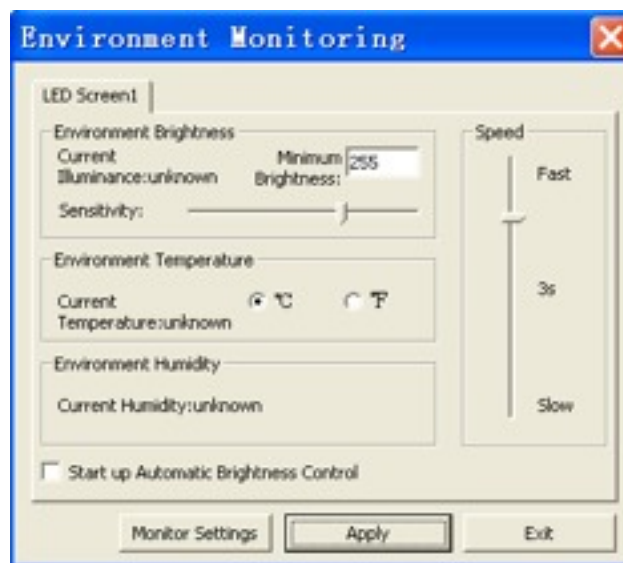 Environment Monitoring
LED Screen1
Environment Brightness
Current
Illuminance:unknown
Minimum
Brightness:
255
Sensitivity:
Environment Temperature
Current
Temperature:unknown
℃
℉
Environment Humidity
Current Humidity:unknown
Speed
Fast
3s
Slow
Start up Automatic Brightness Control
Monitor Settings
Apply
Exit